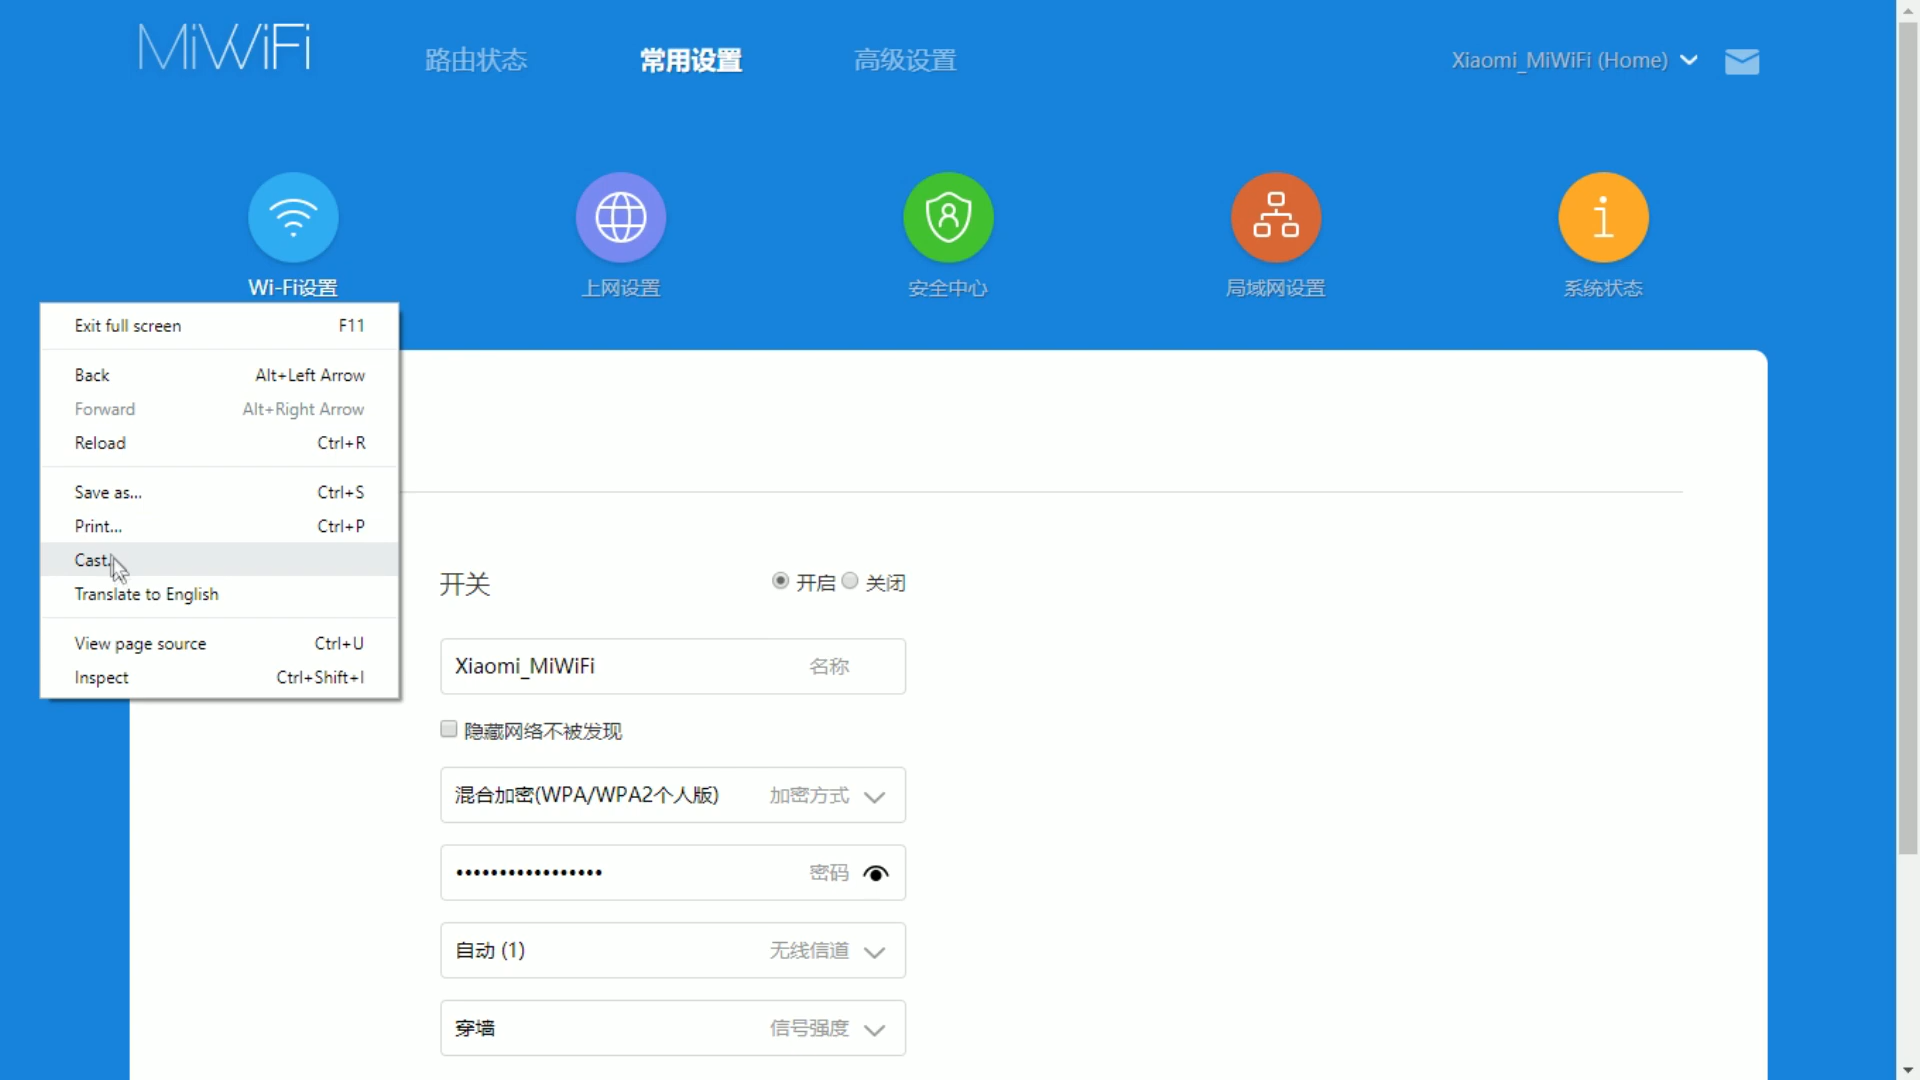 MiWiFi
路由状态
常用设置
高级设置
Xiaomi_MiWiFi (Home)
Wi-Fi设置
上网设置
安全中心
局域网设置
系统状态
Exit full screen F11
Back Alt+Left Arrow
Forward Alt+Right Arrow
Reload Ctrl+R
Save as... Ctrl+S
Print... Ctrl+P
Cast.
Translate to English
View page source Ctrl+U
Inspect Ctrl+Shift+I
开关 开启 关闭
Xiaomi_MiWiFi 名称
隐藏网络不被发现
混合加密(WPA/WPA2个人版) 加密方式
••••••••••••••••• 密码
自动 (1) 无线信道
穿墙 信号强度